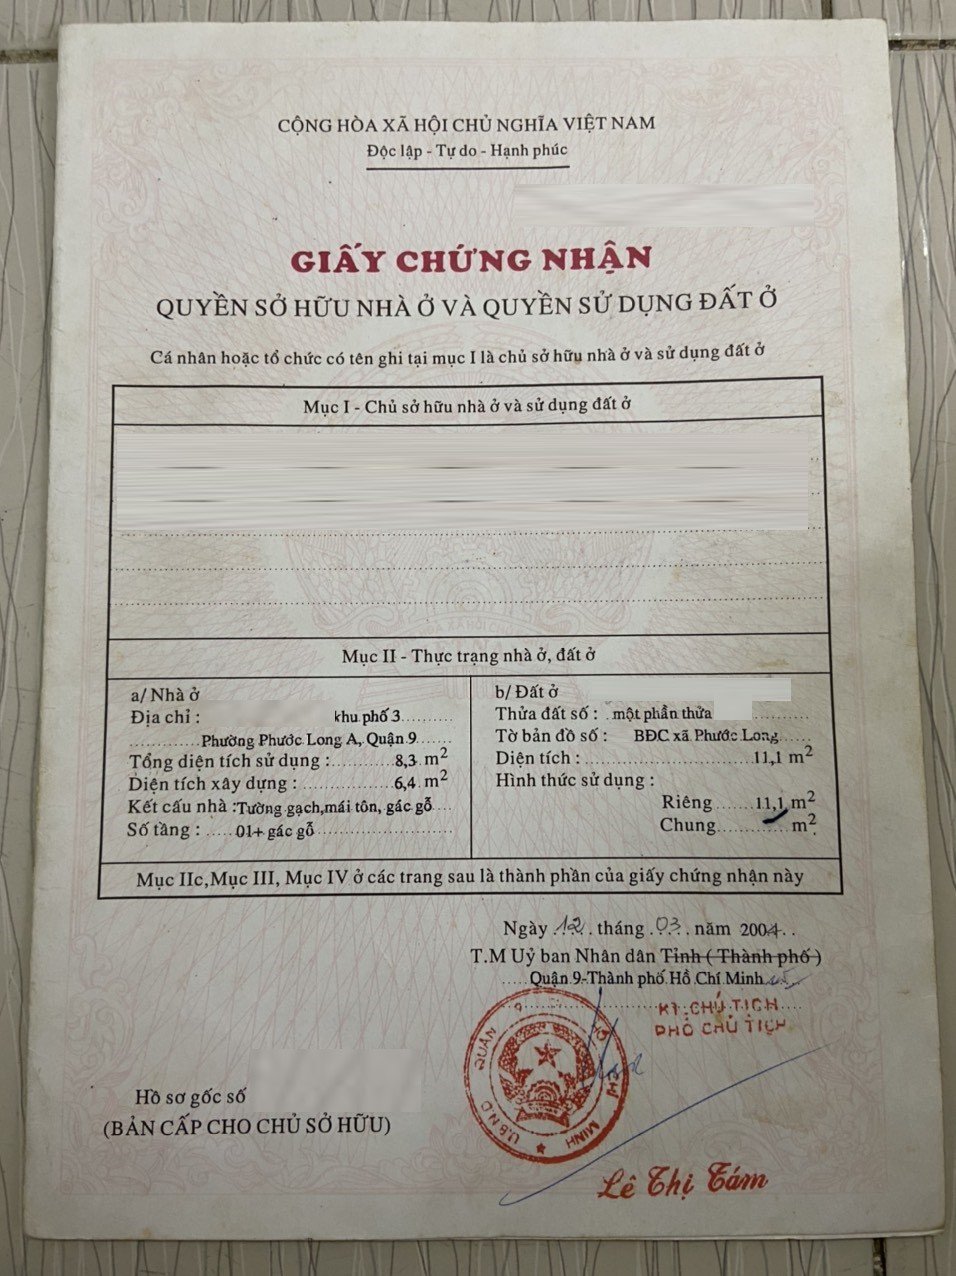 CỘNG HÒA XÃ HỘI CHỦ NGHĨA VIỆT NAM
Độc lập - Tự do - Hạnh phúc
GIẤY CHỨNG NHẬN
QUYỀN SỞ HỮU NHÀ Ở VÀ QUYỀN SỬ DỤNG ĐẤT Ở
Cá nhân hoặc tổ chức có tên ghi tại mục I là chủ sở hữu nhà ở và sử dụng đất ở
Mục I - Chủ sở hữu nhà ở và sử dụng đất ở
Mục II - Thực trạng nhà ở, đất ở
a/ Nhà ở
Địa chỉ : khu phố 3
Phường Phước Long A, Quận 9
Tổng diện tích sử dụng : 8,3 m2
Diện tích xây dựng : 6,4 m2
Kết cấu nhà : Tường gạch,mái tôn, gác gỗ
Số tầng : 01+ gác gỗ
b/ Đất ở
Thửa đất số : một phần thửa
Tờ bản đồ số : BĐC xã Phước Long
Diện tích : 11,1 m2
Hình thức sử dụng :
Riêng 11,1 m2
Chung m2
Mục IIc,Mục III, Mục IV ở các trang sau là thành phần của giấy chứng nhận này
Ngày 12 tháng 03 năm 2004
T.M Uỷ ban Nhân dân Tỉnh ( Thành phố )
Quận 9-Thành phố Hồ Chí Minh
KT.CHỦ TỊCH
PHÓ CHỦ TỊCH
U.B.N.D QUẬN 9 MINH
Hồ sơ gốc số
(BẢN CẤP CHO CHỦ SỞ HỮU)
Lê Thị Tám